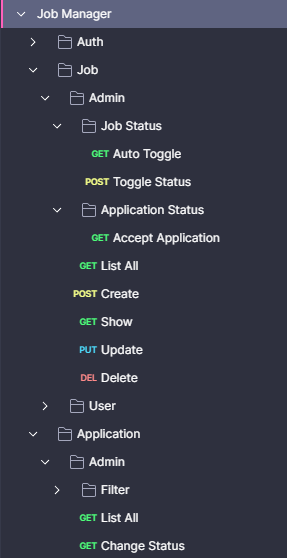 Job Manager
Auth
Job
Admin
Job Status
GET Auto Toggle
POST Toggle Status
Application Status
GET Accept Application
GET List All
POST Create
GET Show
PUT Update
DEL Delete
User
Application
Admin
Filter
GET List All
GET Change Status